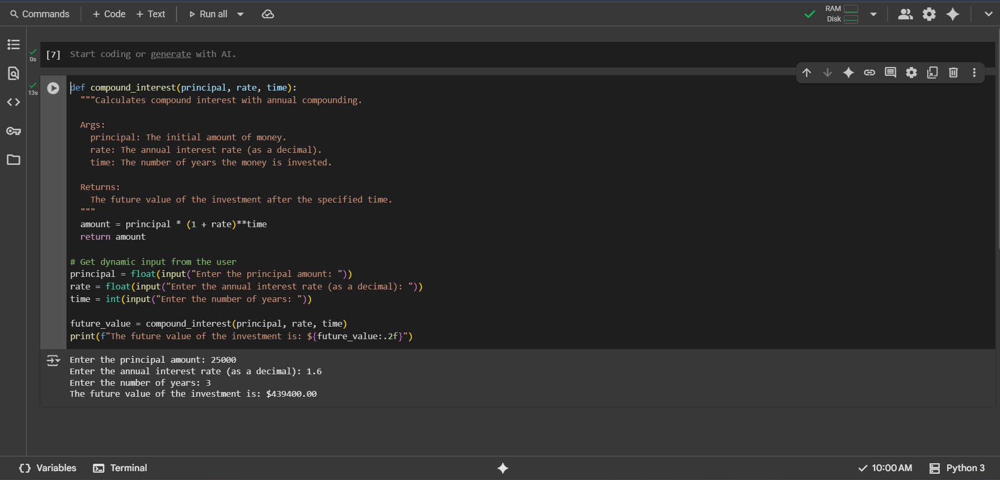 Commands + Code + Text Run all RAM
Disk
[7] Start coding or generate with AI.
0s
def compound_interest(principal, rate, time):
13s
  """Calculates compound interest with annual compounding.

  Args:
    principal: The initial amount of money.
    rate: The annual interest rate (as a decimal).
    time: The number of years the money is invested.

  Returns:
    The future value of the investment after the specified time.
  """
  amount = principal * (1 + rate)**time
  return amount

# Get dynamic input from the user
principal = float(input("Enter the principal amount: "))
rate = float(input("Enter the annual interest rate (as a decimal): "))
time = int(input("Enter the number of years: "))

future_value = compound_interest(principal, rate, time)
print(f"The future value of the investment is: ${future_value:.2f}")
Enter the principal amount: 25000
Enter the annual interest rate (as a decimal): 1.6
Enter the number of years: 3
The future value of the investment is: $439400.00
{} Variables Terminal 10:00 AM Python 3